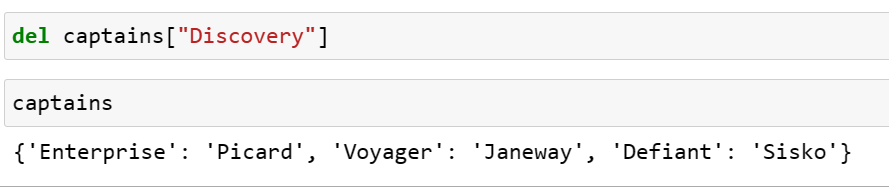 del captains["Discovery"]
captains
{'Enterprise': 'Picard', 'Voyager': 'Janeway', 'Defiant': 'Sisko'}